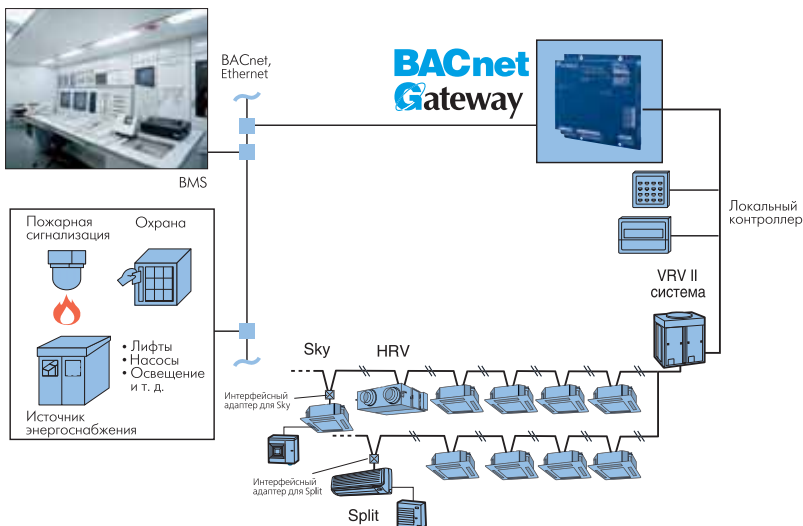 BACnet,
Ethernet
BACnet
Gateway
BMS
Пожарная
сигнализация
Охрана
• Лифты
• Насосы
• Освещение
и т. д.
Источник
энергоснабжения
Локальный
контроллер
VRV II
система
Sky
HRV
Интерфейсный
адаптер для Sky
Интерфейсный
адаптер для Split
Split